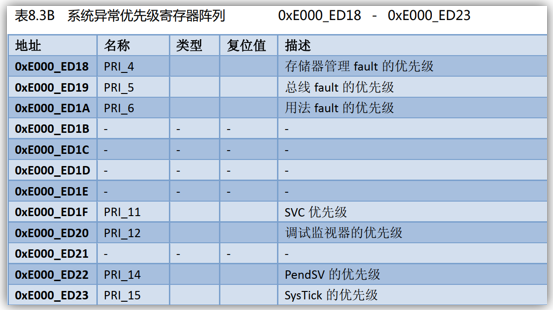 表8.3B 系统异常优先级寄存器阵列 0xE000_ED18 - 0xE000_ED23
地址 名称 类型 复位值 描述
0xE000_ED18 PRI_4 存储器管理 fault 的优先级
0xE000_ED19 PRI_5 总线 fault 的优先级
0xE000_ED1A PRI_6 用法 fault 的优先级
0xE000_ED1B - - - -
0xE000_ED1C - - - -
0xE000_ED1D - - - -
0xE000_ED1E - - - -
0xE000_ED1F PRI_11 SVC 优先级
0xE000_ED20 PRI_12 调试监视器的优先级
0xE000_ED21 - - - -
0xE000_ED22 PRI_14 PendSV 的优先级
0xE000_ED23 PRI_15 SysTick 的优先级